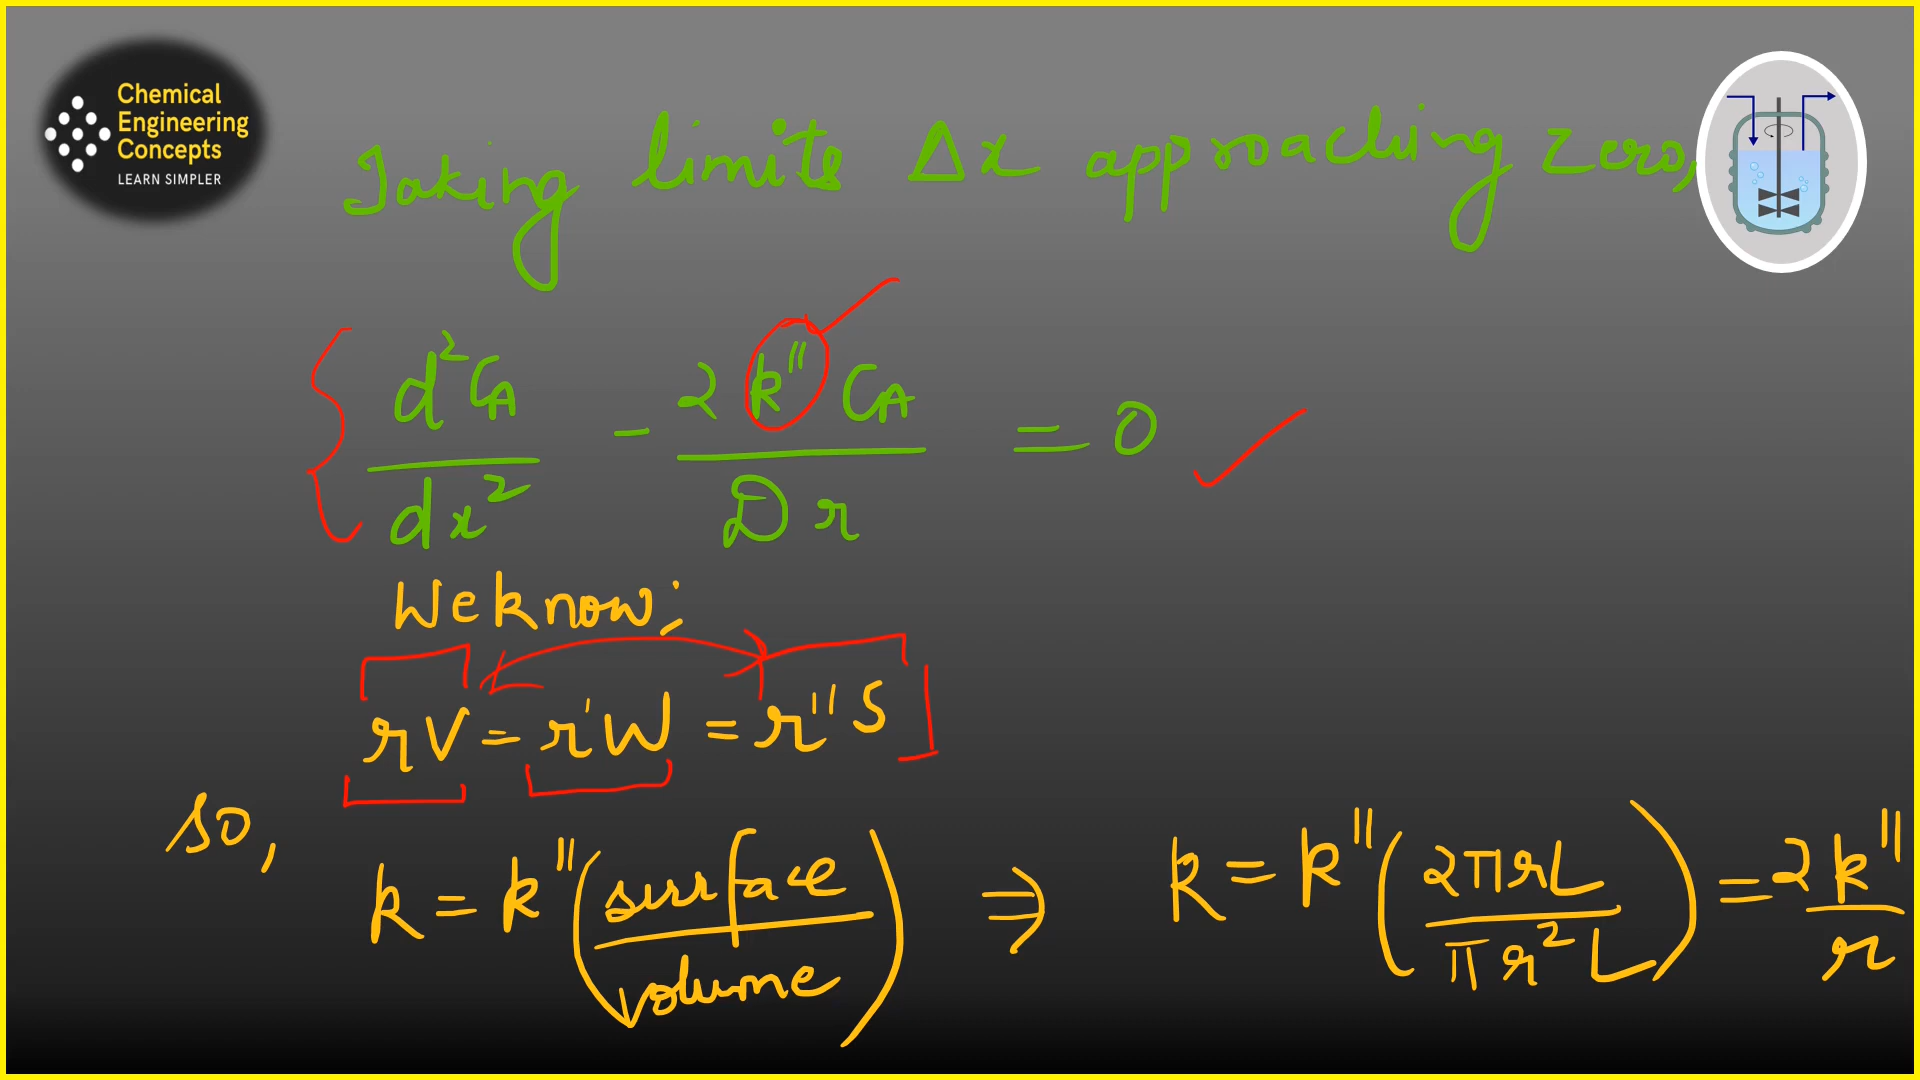 Chemical
Engineering
Concepts
LEARN SIMPLER
Taking limits Δx approaching zero,
d²CA/dx² - 2k''CA/Dr = 0
We know:
rV = r'W = r''S
so,
k = k''(surface/volume) ⇒ k = k''(2πrL/πr²L) = 2k''/r